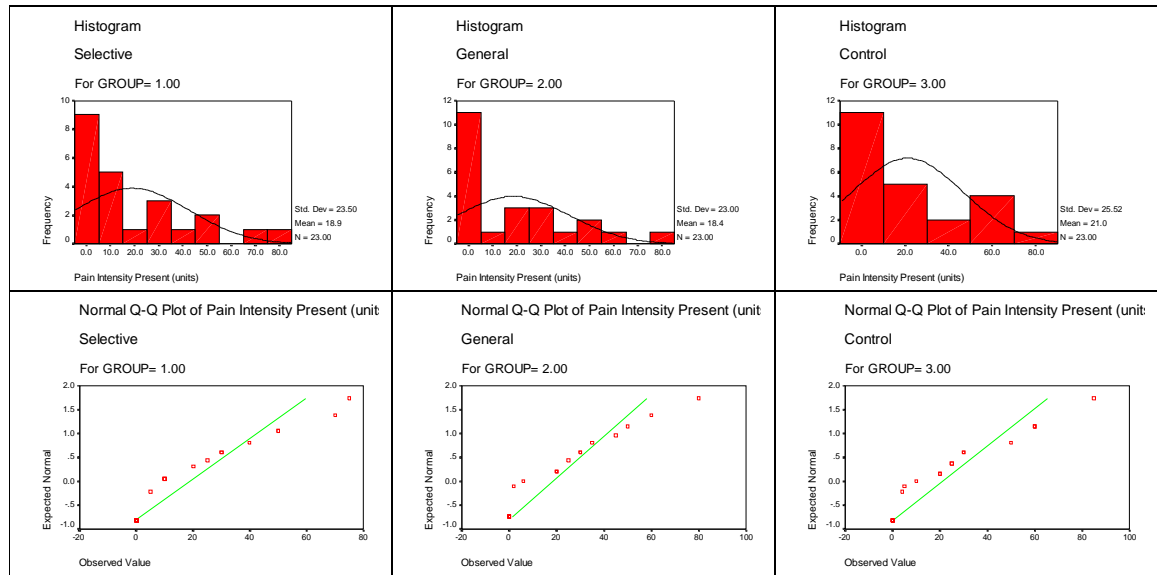 Histogram
Selective
For GROUP= 1.00
10
8
6
4
2
0
Frequency
0.0 10.0 20.0 30.0 40.0 50.0 60.0 70.0 80.0
Std. Dev = 23.50
Mean = 18.9
N = 23.00
Pain Intensity Present (units)
Histogram
General
For GROUP= 2.00
12
10
8
6
4
2
0
Frequency
0.0 10.0 20.0 30.0 40.0 50.0 60.0 70.0 80.0
Std. Dev = 23.00
Mean = 18.4
N = 23.00
Pain Intensity Present (units)
Histogram
Control
For GROUP= 3.00
12
10
8
6
4
2
0
Frequency
0.0 20.0 40.0 60.0 80.0
Std. Dev = 25.52
Mean = 21.0
N = 23.00
Pain Intensity Present (units)
Normal Q-Q Plot of Pain Intensity Present (units
Selective
For GROUP= 1.00
2.0
1.5
1.0
.5
0.0
-.5
-1.0
Expected Normal
-20 0 20 40 60 80
Observed Value
Normal Q-Q Plot of Pain Intensity Present (units
General
For GROUP= 2.00
2.0
1.5
1.0
.5
0.0
-.5
-1.0
Expected Normal
-20 0 20 40 60 80 100
Observed Value
Normal Q-Q Plot of Pain Intensity Present (units
Control
For GROUP= 3.00
2.0
1.5
1.0
.5
0.0
-.5
-1.0
Expected Normal
-20 0 20 40 60 80 100
Observed Value